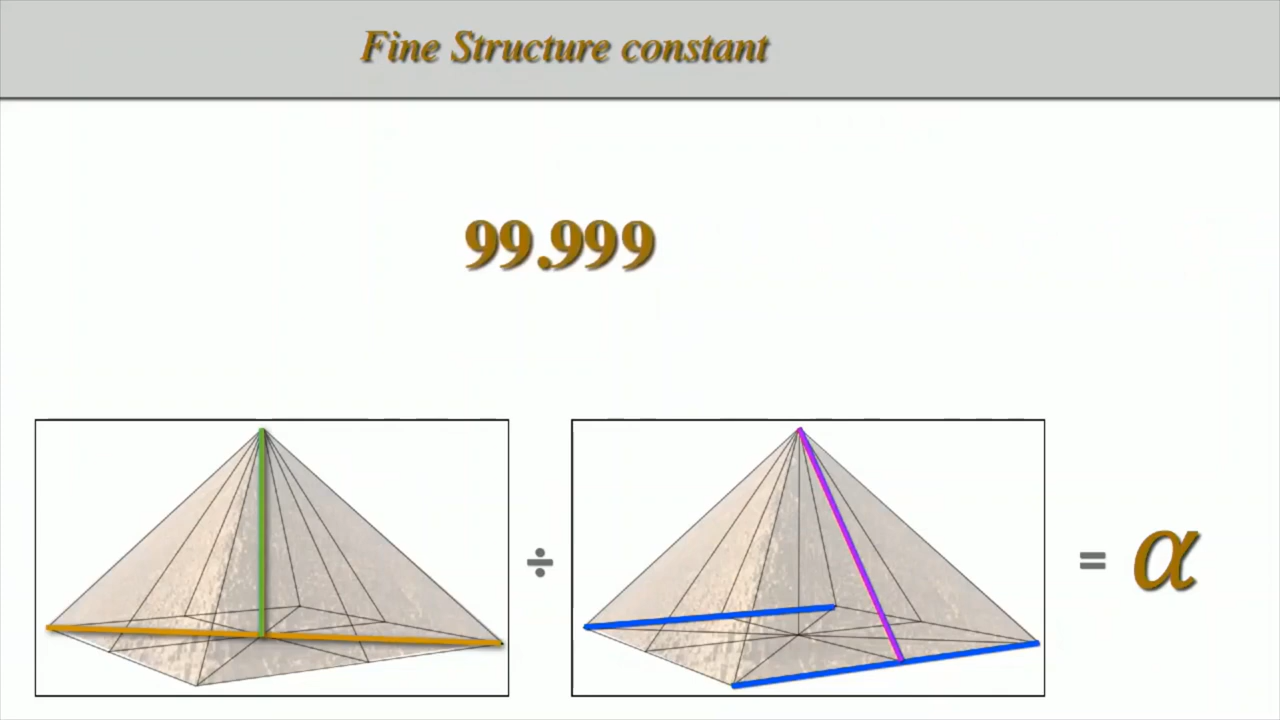 Fine Structure constant
99.999
÷ = α